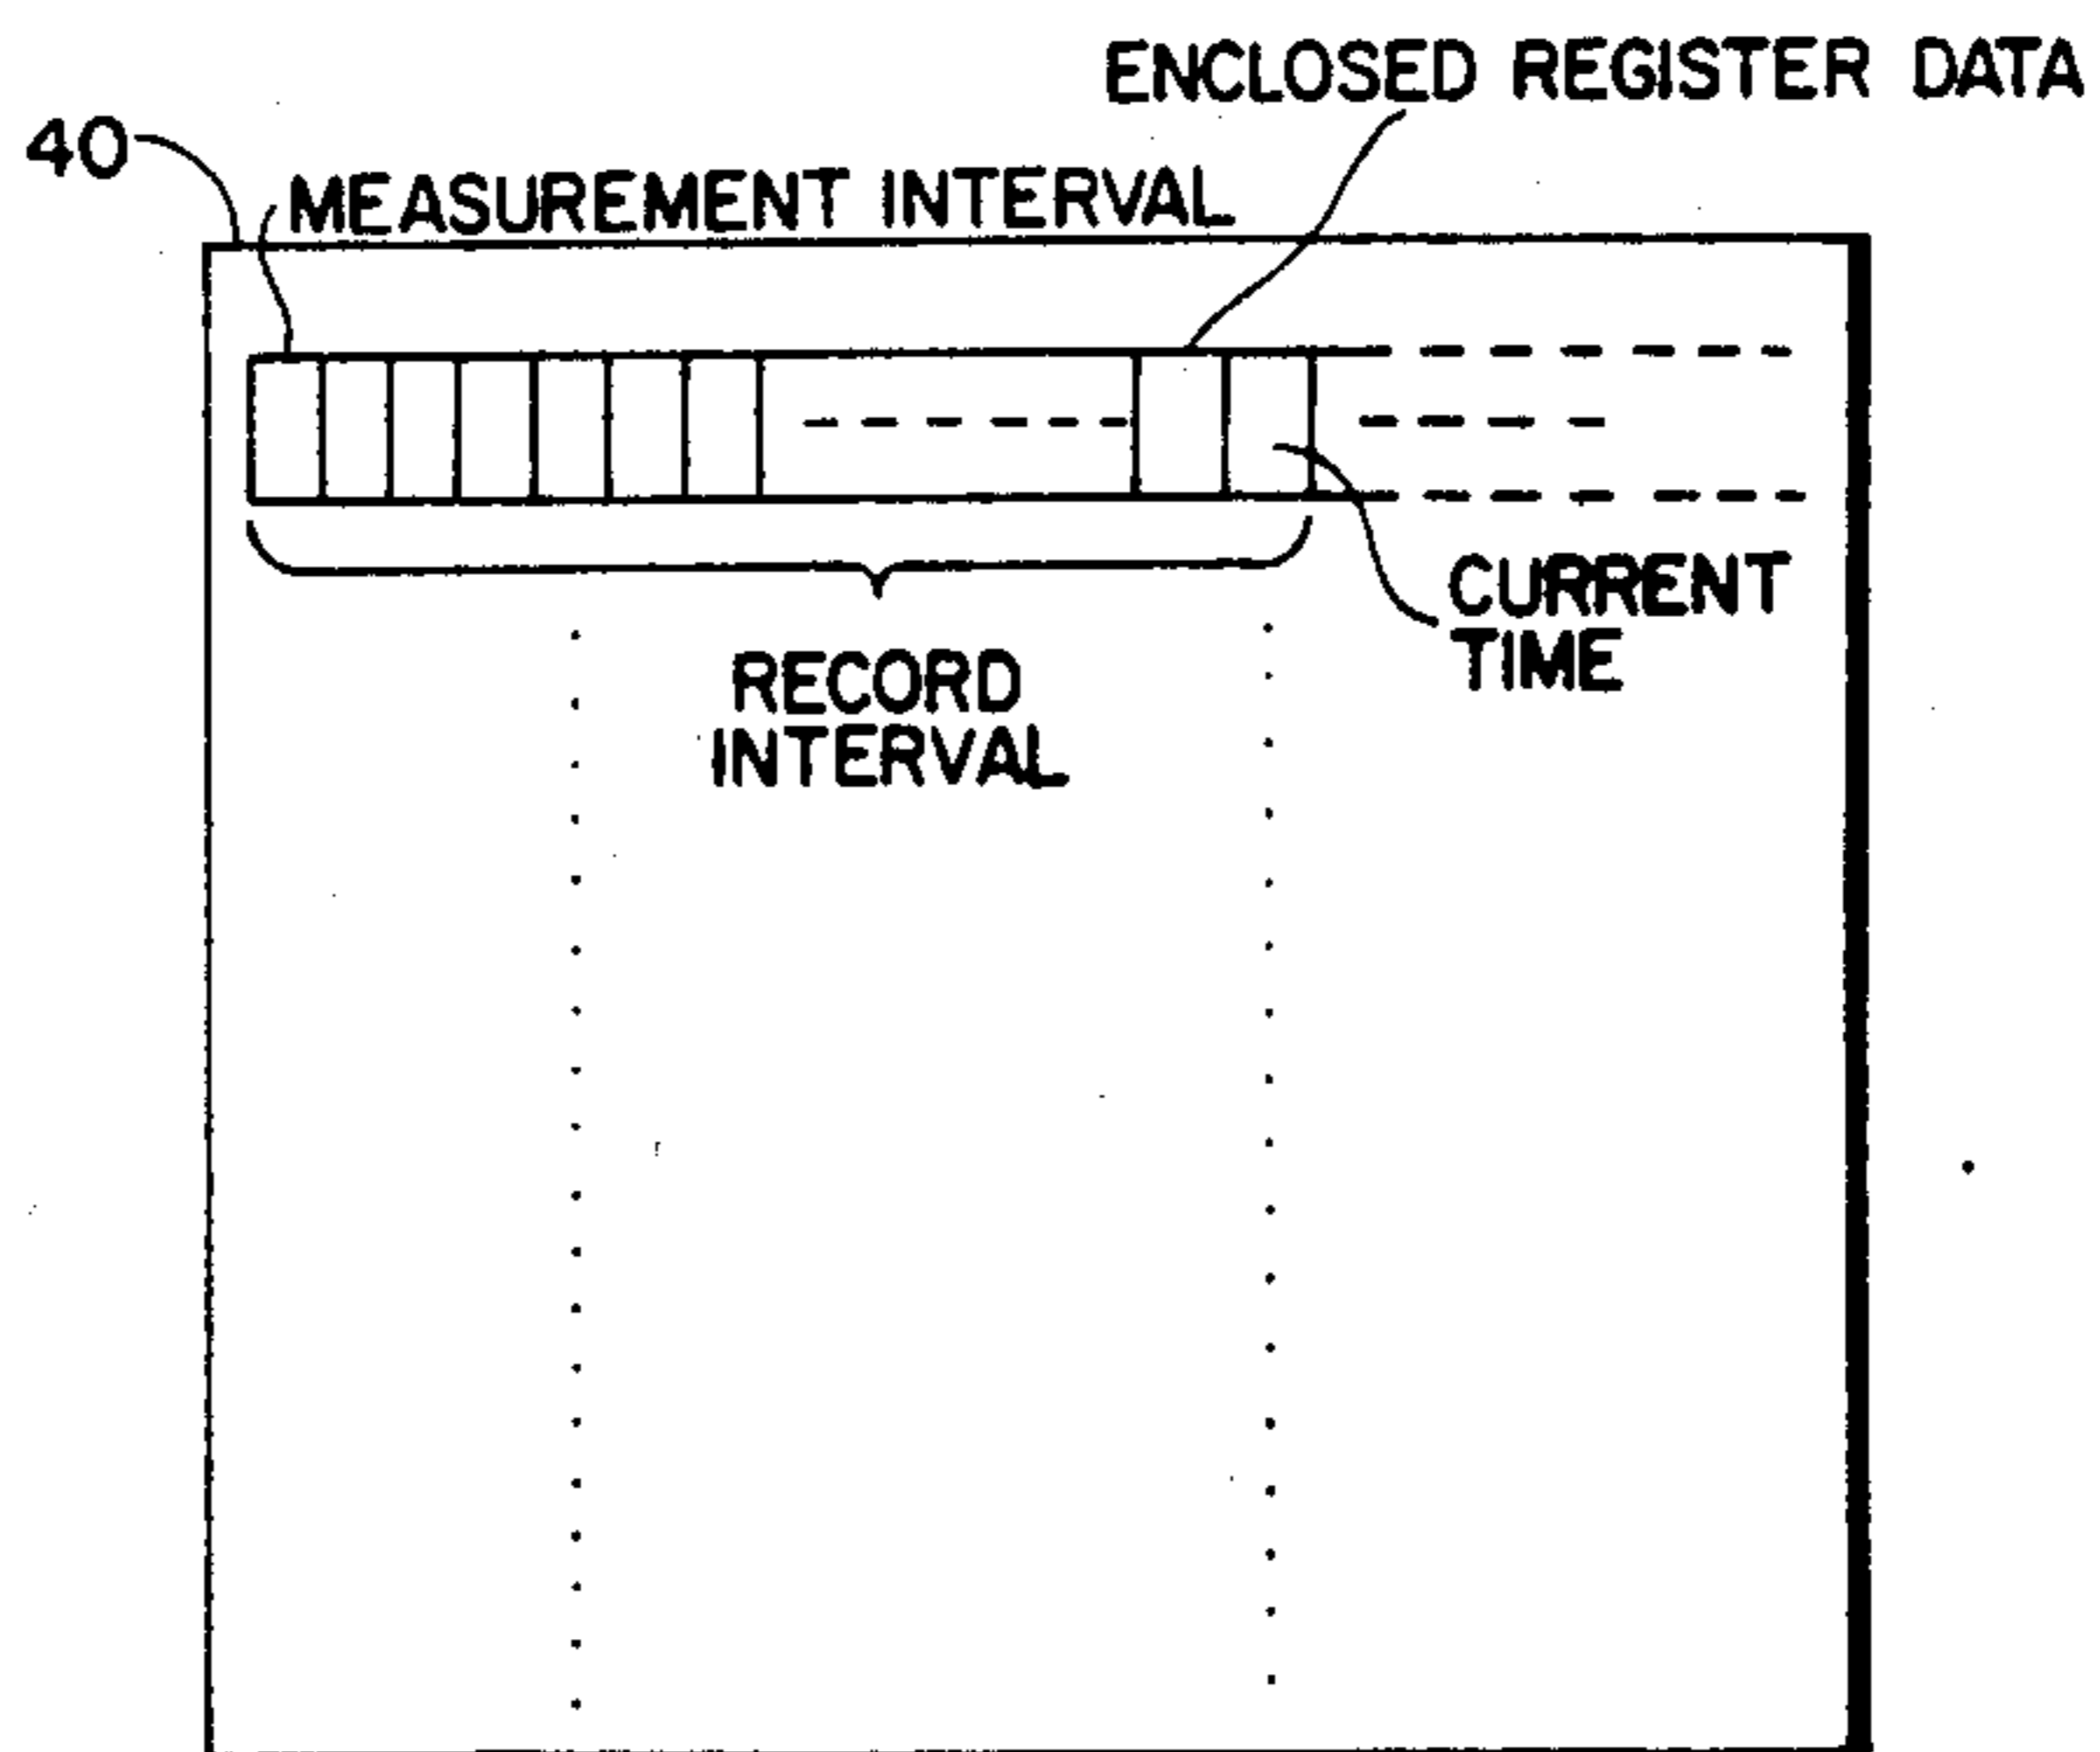 ENCLOSED REGISTER DATA
40
MEASUREMENT INTERVAL
CURRENT
TIME
RECORD
INTERVAL